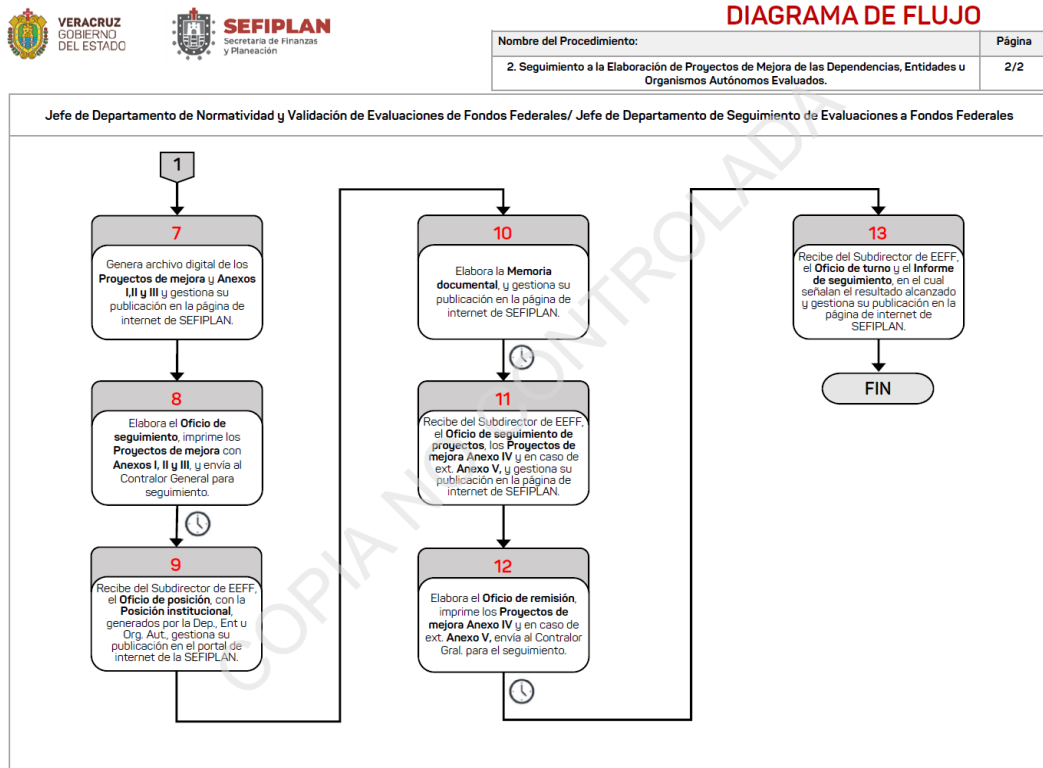 VERACRUZ
GOBIERNO
DEL ESTADO
SEFIPLAN
Secretaría de Finanzas
y Planeación
DIAGRAMA DE FLUJO
Nombre del Procedimiento:
Página
2. Seguimiento a la Elaboración de Proyectos de Mejora de las Dependencias, Entidades u
Organismos Autónomos Evaluados.
2/2
Jefe de Departamento de Normatividad y Validación de Evaluaciones de Fondos Federales/ Jefe de Departamento de Seguimiento de Evaluaciones a Fondos Federales
1
7
Genera archivo digital de los
Proyectos de mejora y Anexos
I,II y III y gestiona su
publicación en la página de
internet de SEFIPLAN.
8
Elabora el Oficio de
seguimiento, imprime los
Proyectos de mejora con
Anexos I, II y III, y envía al
Contralor General para
seguimiento.
9
Recibe del Subdirector de EEFF,
el Oficio de posición, con la
Posición institucional,
generados por la Dep., Ent u
Org. Aut., gestiona su
publicación en el portal de
internet de la SEFIPLAN.
10
Elabora la Memoria
documental, y gestiona su
publicación en la página de
internet de SEFIPLAN.
11
Recibe del Subdirector de EEFF,
el Oficio de seguimiento de
proyectos, los Proyectos de
mejora Anexo IV y en caso de
ext. Anexo V, y gestiona su
publicación en la página de
internet de SEFIPLAN.
12
Elabora el Oficio de remisión,
imprime los Proyectos de
mejora Anexo IV y en caso de
ext. Anexo V, envía al Contralor
Gral. para el seguimiento.
13
Recibe del Subdirector de EEFF,
el Oficio de turno y el Informe
de seguimiento, en el cual
señalan el resultado alcanzado
y gestiona su publicación en la
página de internet de
SEFIPLAN.
FIN
COPIA NO CONTROLADA